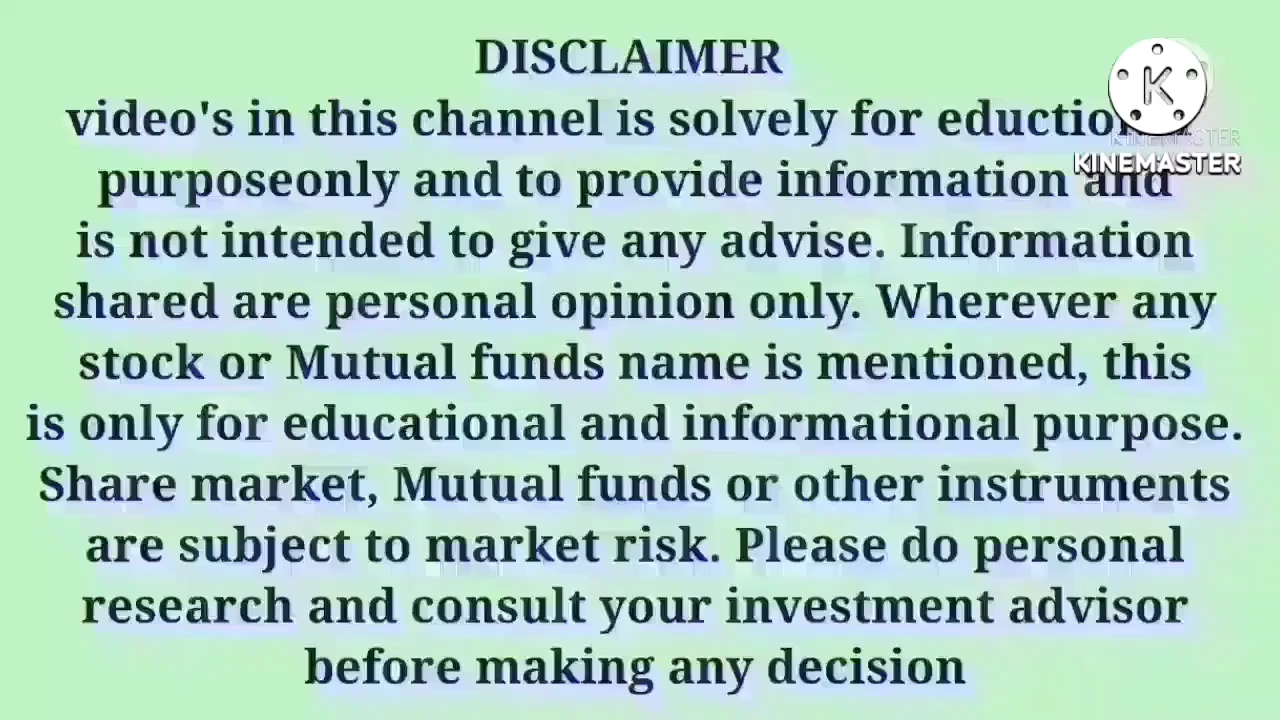 DISCLAIMER
video's in this channel is solvely for eduction
purposeonly and to provide information and
is not intended to give any advise. Information
shared are personal opinion only. Wherever any
stock or Mutual funds name is mentioned, this
is only for educational and informational purpose.
Share market, Mutual funds or other instruments
are subject to market risk. Please do personal
research and consult your investment advisor
before making any decision
K
KINEMASTER